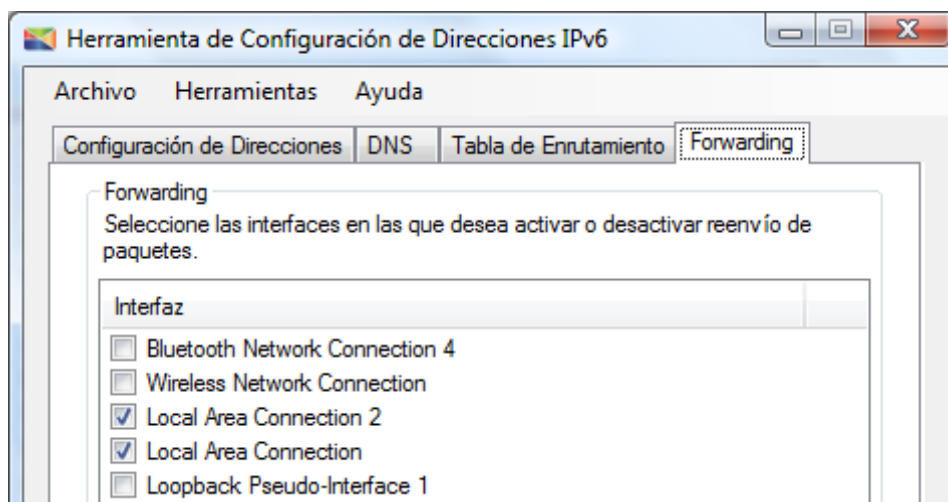 Herramienta de Configuración de Direcciones IPv6
Archivo Herramientas Ayuda
Configuración de Direcciones DNS Tabla de Enrutamiento Forwarding
Forwarding
Seleccione las interfaces en las que desea activar o desactivar reenvío de
paquetes.
Interfaz
Bluetooth Network Connection 4
Wireless Network Connection
Local Area Connection 2
Local Area Connection
Loopback Pseudo-Interface 1